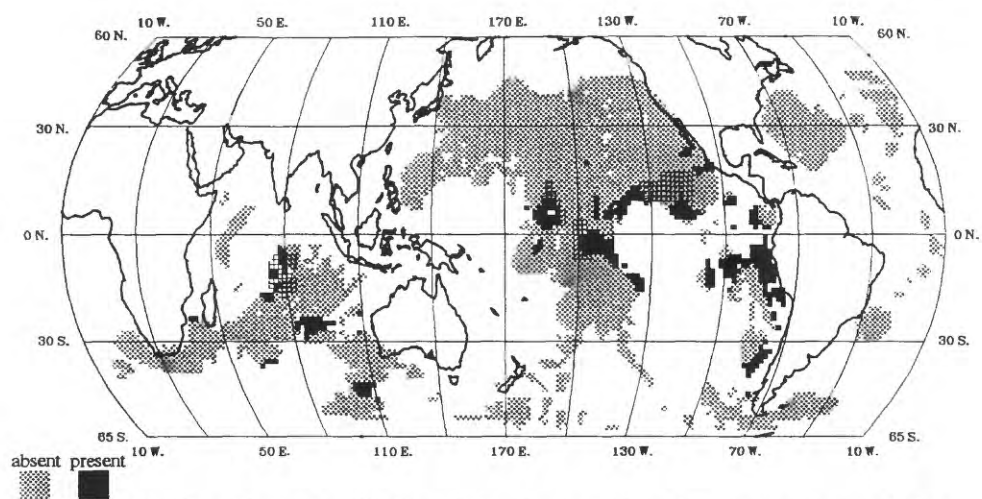 10 W. 50 E. 110 E. 170 E. 130 W. 70 W. 10 W.
60 N. 60 N.
30 N. 30 N.
0 N. 0 N.
30 S. 30 S.
65 S. 65 S.
10 W. 50 E. 110 E. 170 E. 130 W. 70 W. 10 W.
absent present